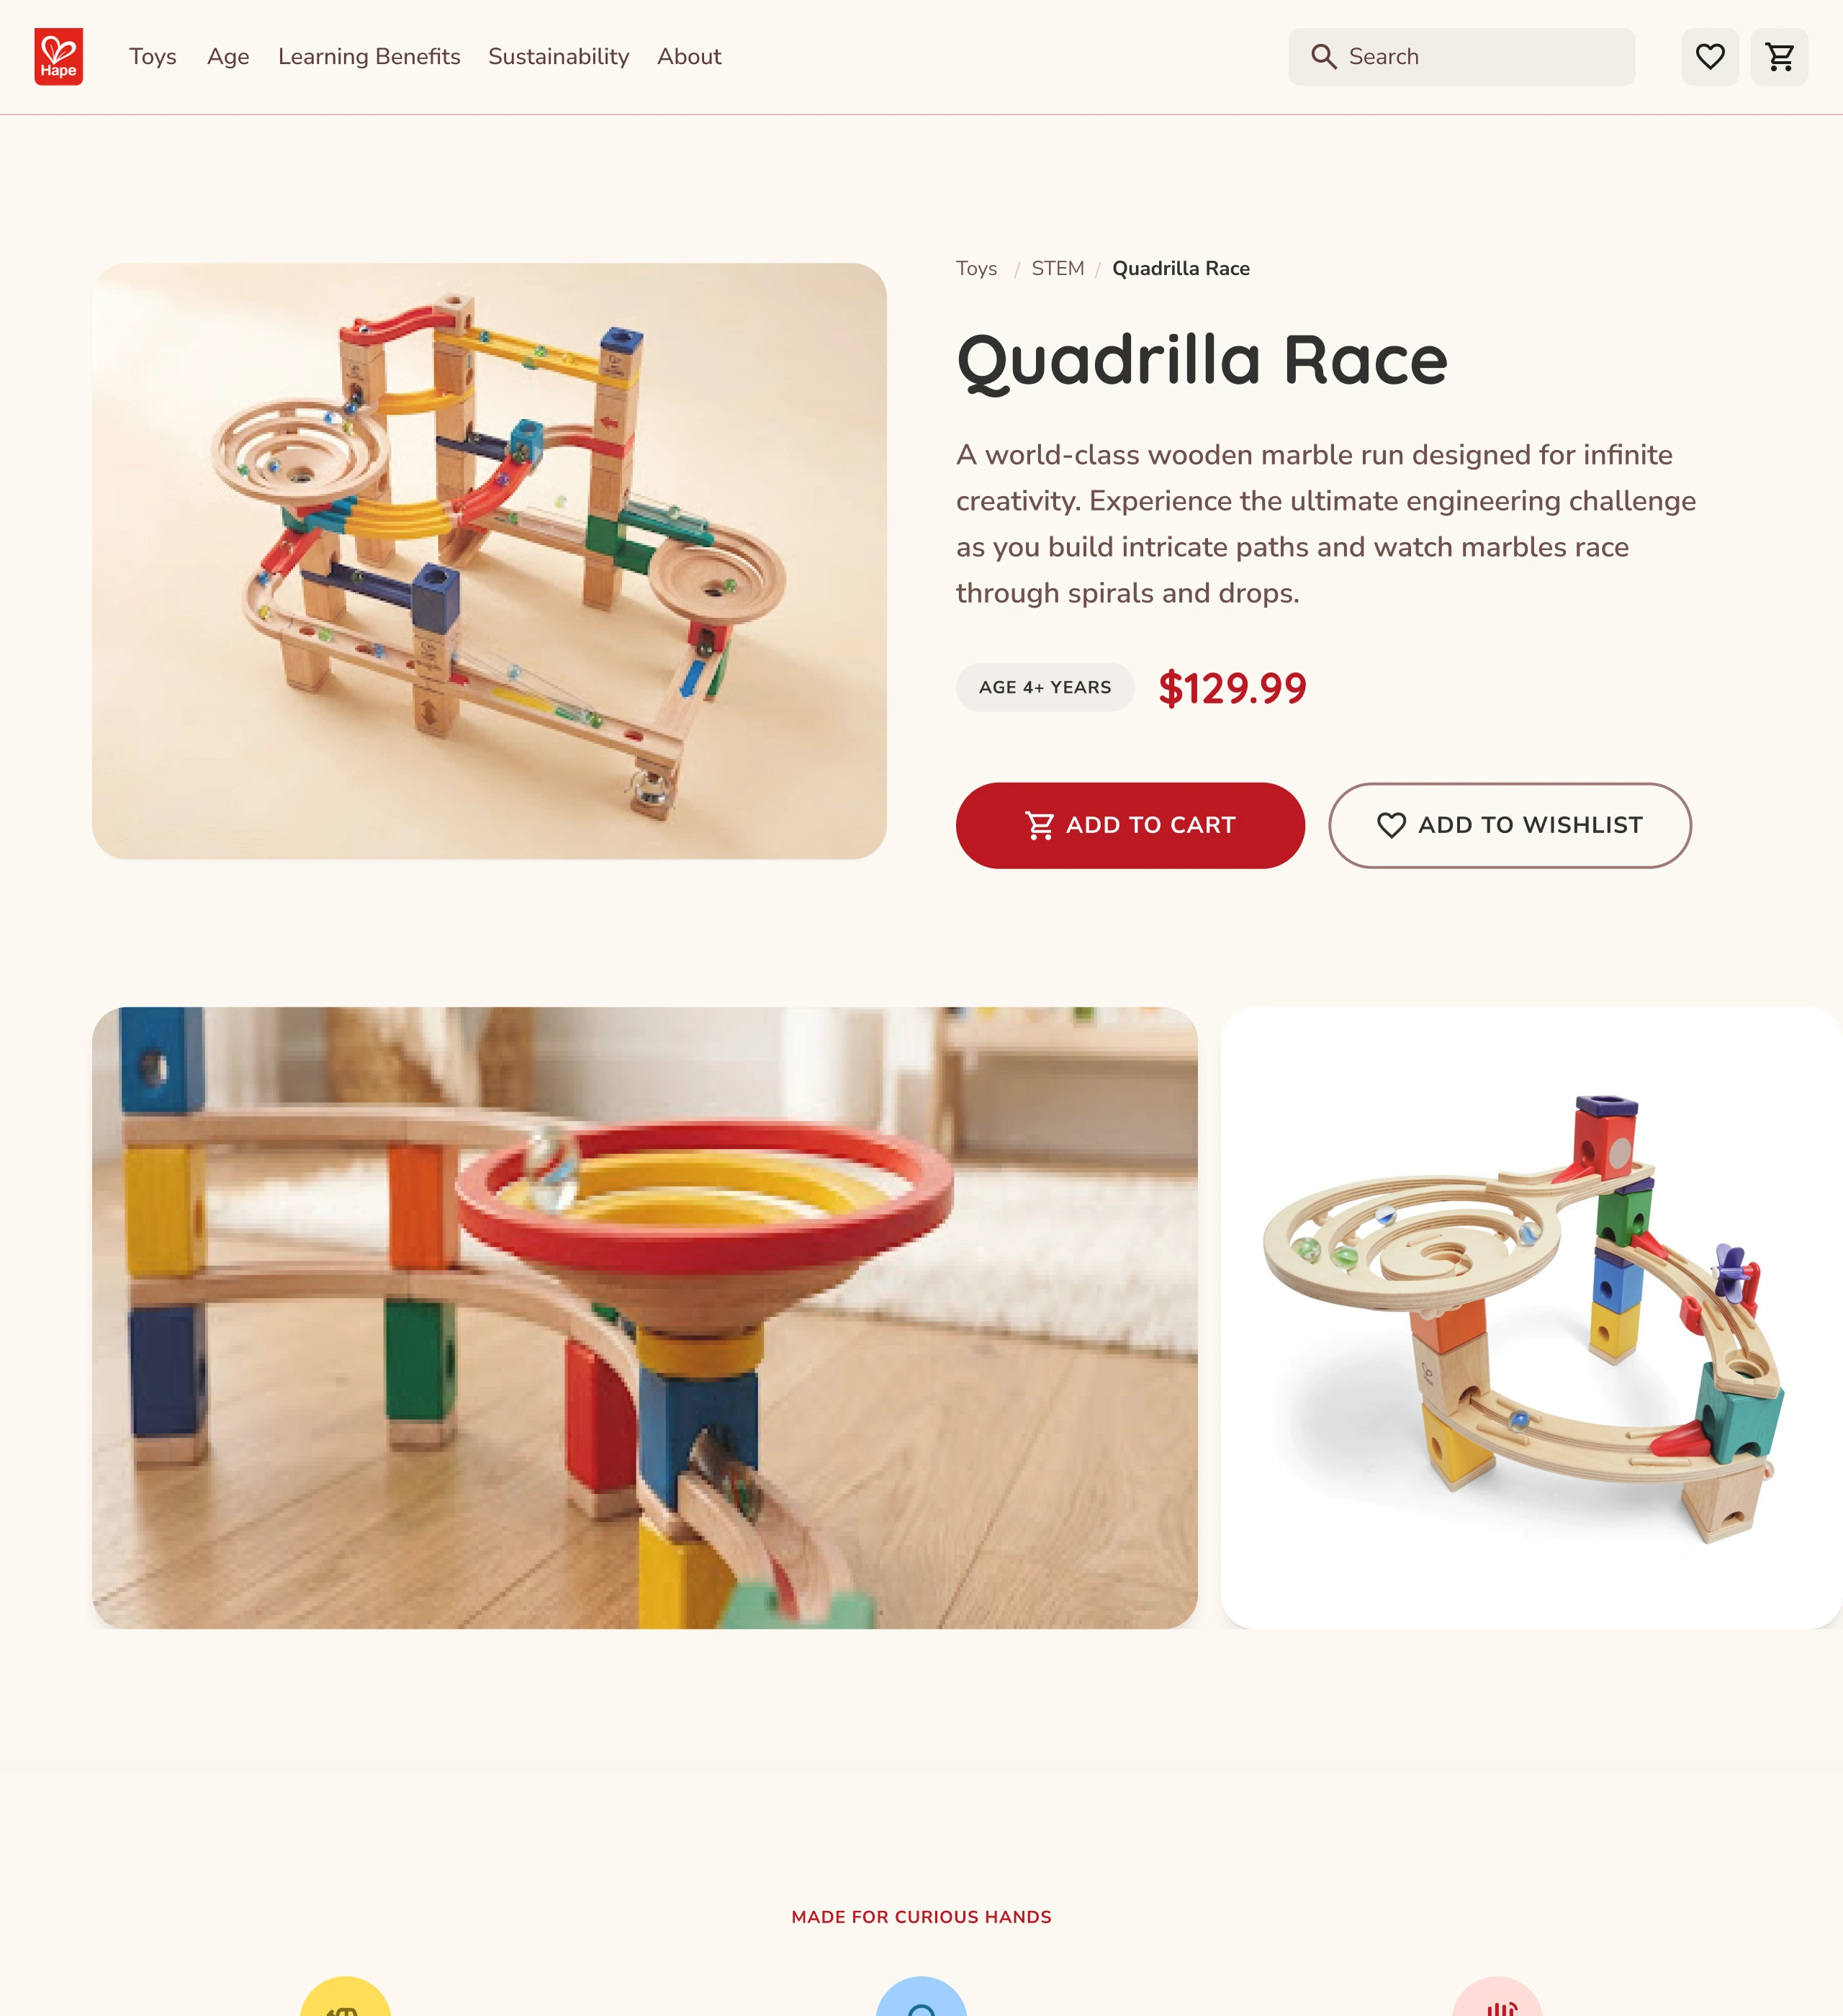 Hape
Toys
Age
Learning Benefits
Sustainability
About
Search
Toys / STEM / Quadrilla Race
Quadrilla Race
A world-class wooden marble run designed for infinite
creativity. Experience the ultimate engineering challenge
as you build intricate paths and watch marbles race
through spirals and drops.
AGE 4+ YEARS
$129.99
ADD TO CART
ADD TO WISHLIST
MADE FOR CURIOUS HANDS